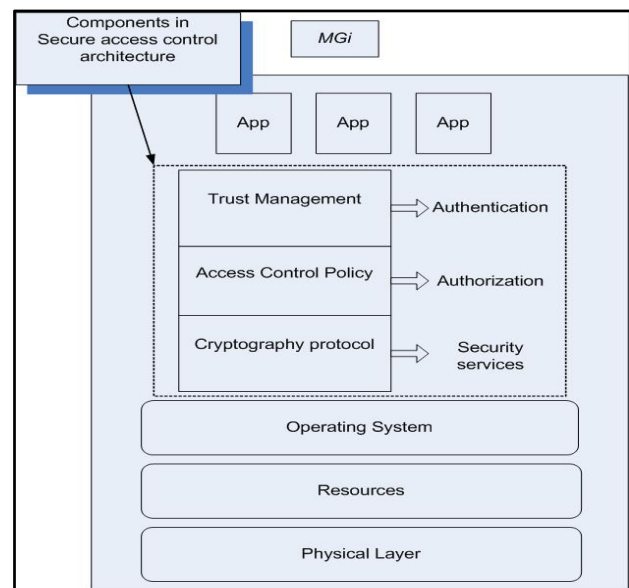 Components in
Secure access control
architecture
MGi
App
App
App
Trust Management
Authentication
Access Control Policy
Authorization
Cryptography protocol
Security
services
Operating System
Resources
Physical Layer